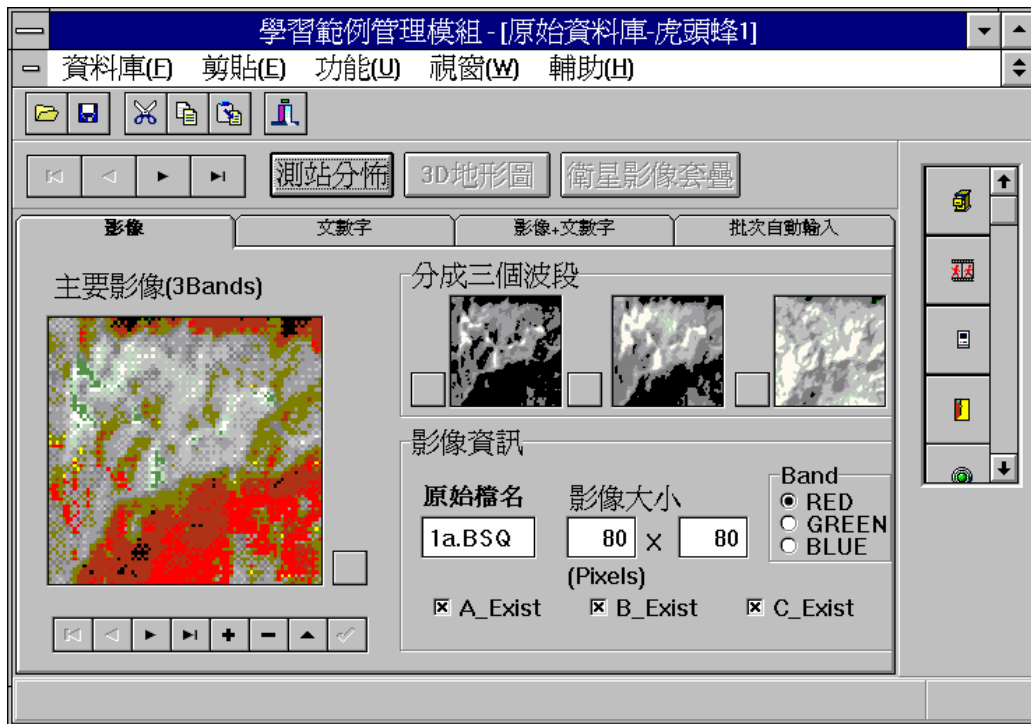 學習範例管理模組 - [原始資料庫-虎頭蜂1]
資料庫(F) 剪貼(E) 功能(U) 視窗(W) 輔助(H)
測站分佈 3D地形圖 衛星影像套疊
影像 文數字 影像+文數字 批次自動輸入
主要影像(3Bands)
分成三個波段
影像資訊
原始檔名 影像大小
1a.BSQ 80 X 80
(Pixels)
Band
RED
GREEN
BLUE
A_Exist B_Exist C_Exist